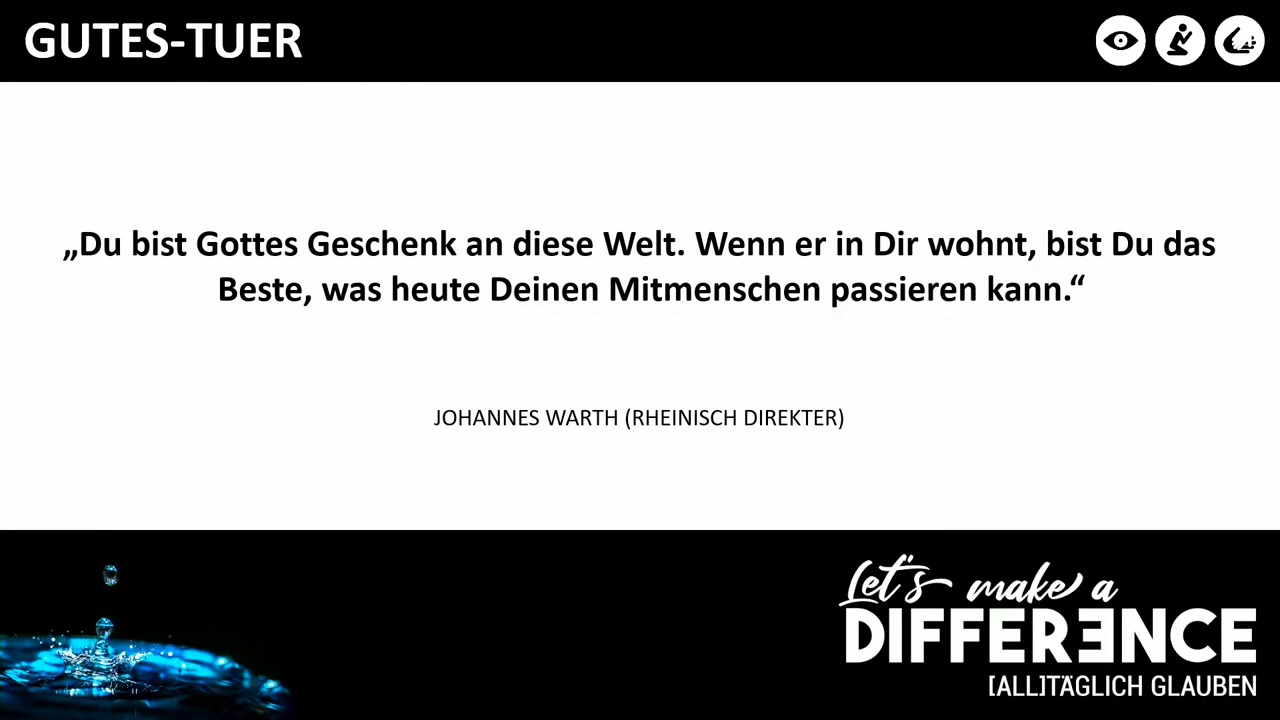 GUTES-TUER
„Du bist Gottes Geschenk an diese Welt. Wenn er in Dir wohnt, bist Du das
Beste, was heute Deinen Mitmenschen passieren kann.“
JOHANNES WARTH (RHEINISCH DIREKTER)
Let's make a
DIFFERENCE
[ALL]TÄGLICH GLAUBEN